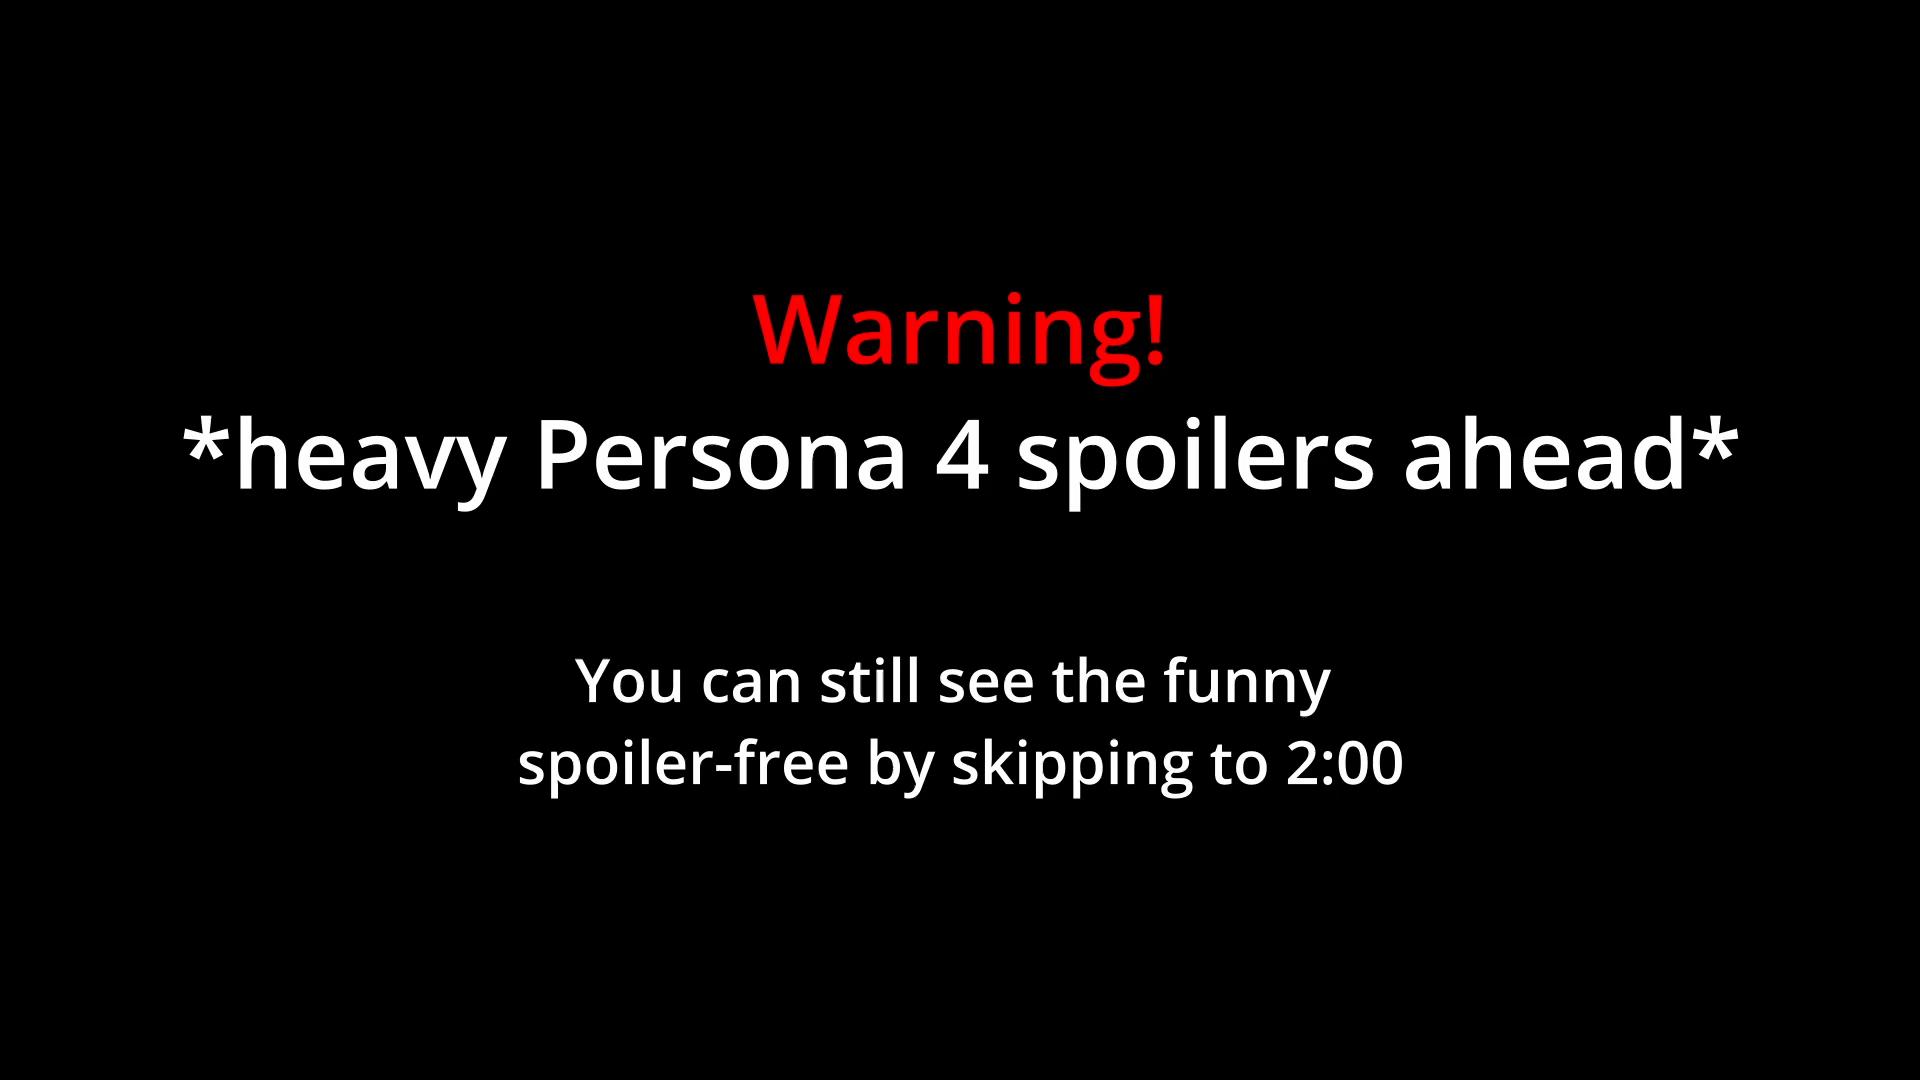 Warning!
*heavy Persona 4 spoilers ahead*
You can still see the funny
spoiler-free by skipping to 2:00